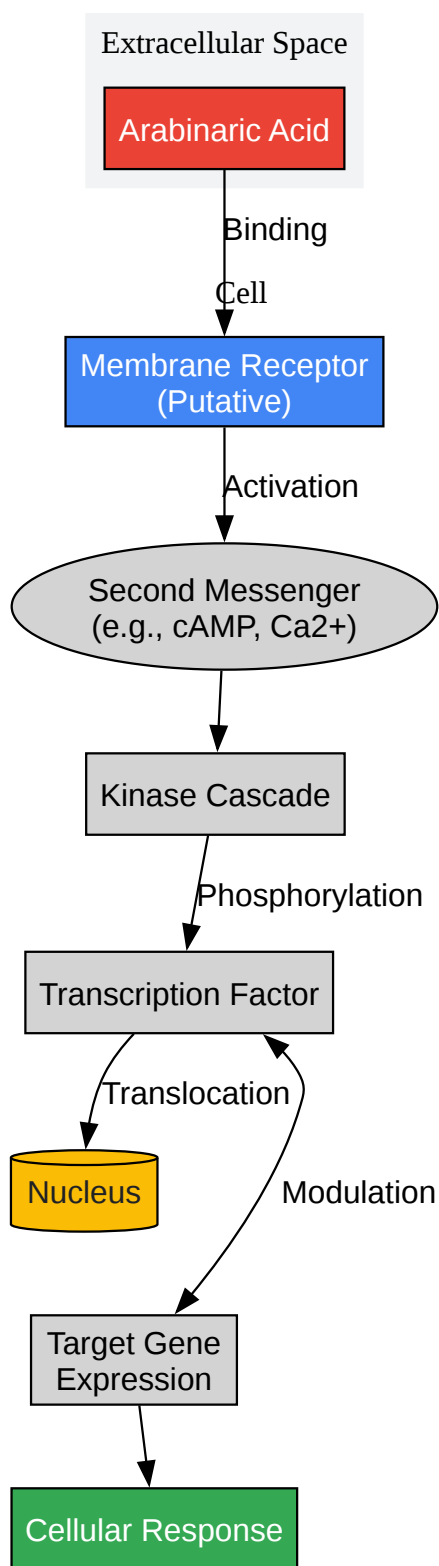 Extracellular Space
Arabinaric Acid
Binding
Cell
Membrane Receptor
(Putative)
Activation
Second Messenger
(e.g., cAMP, Ca2+)
Kinase Cascade
Phosphorylation
Transcription Factor
Translocation
Nucleus
Modulation
Target Gene
Expression
Cellular Response